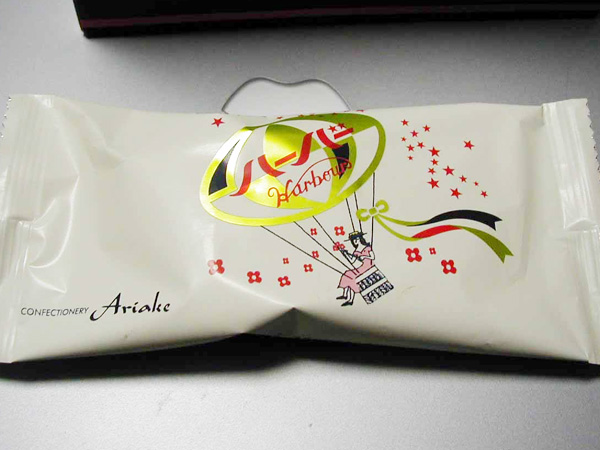 ハーバー
Harbour
CONFECTIONERY Ariake